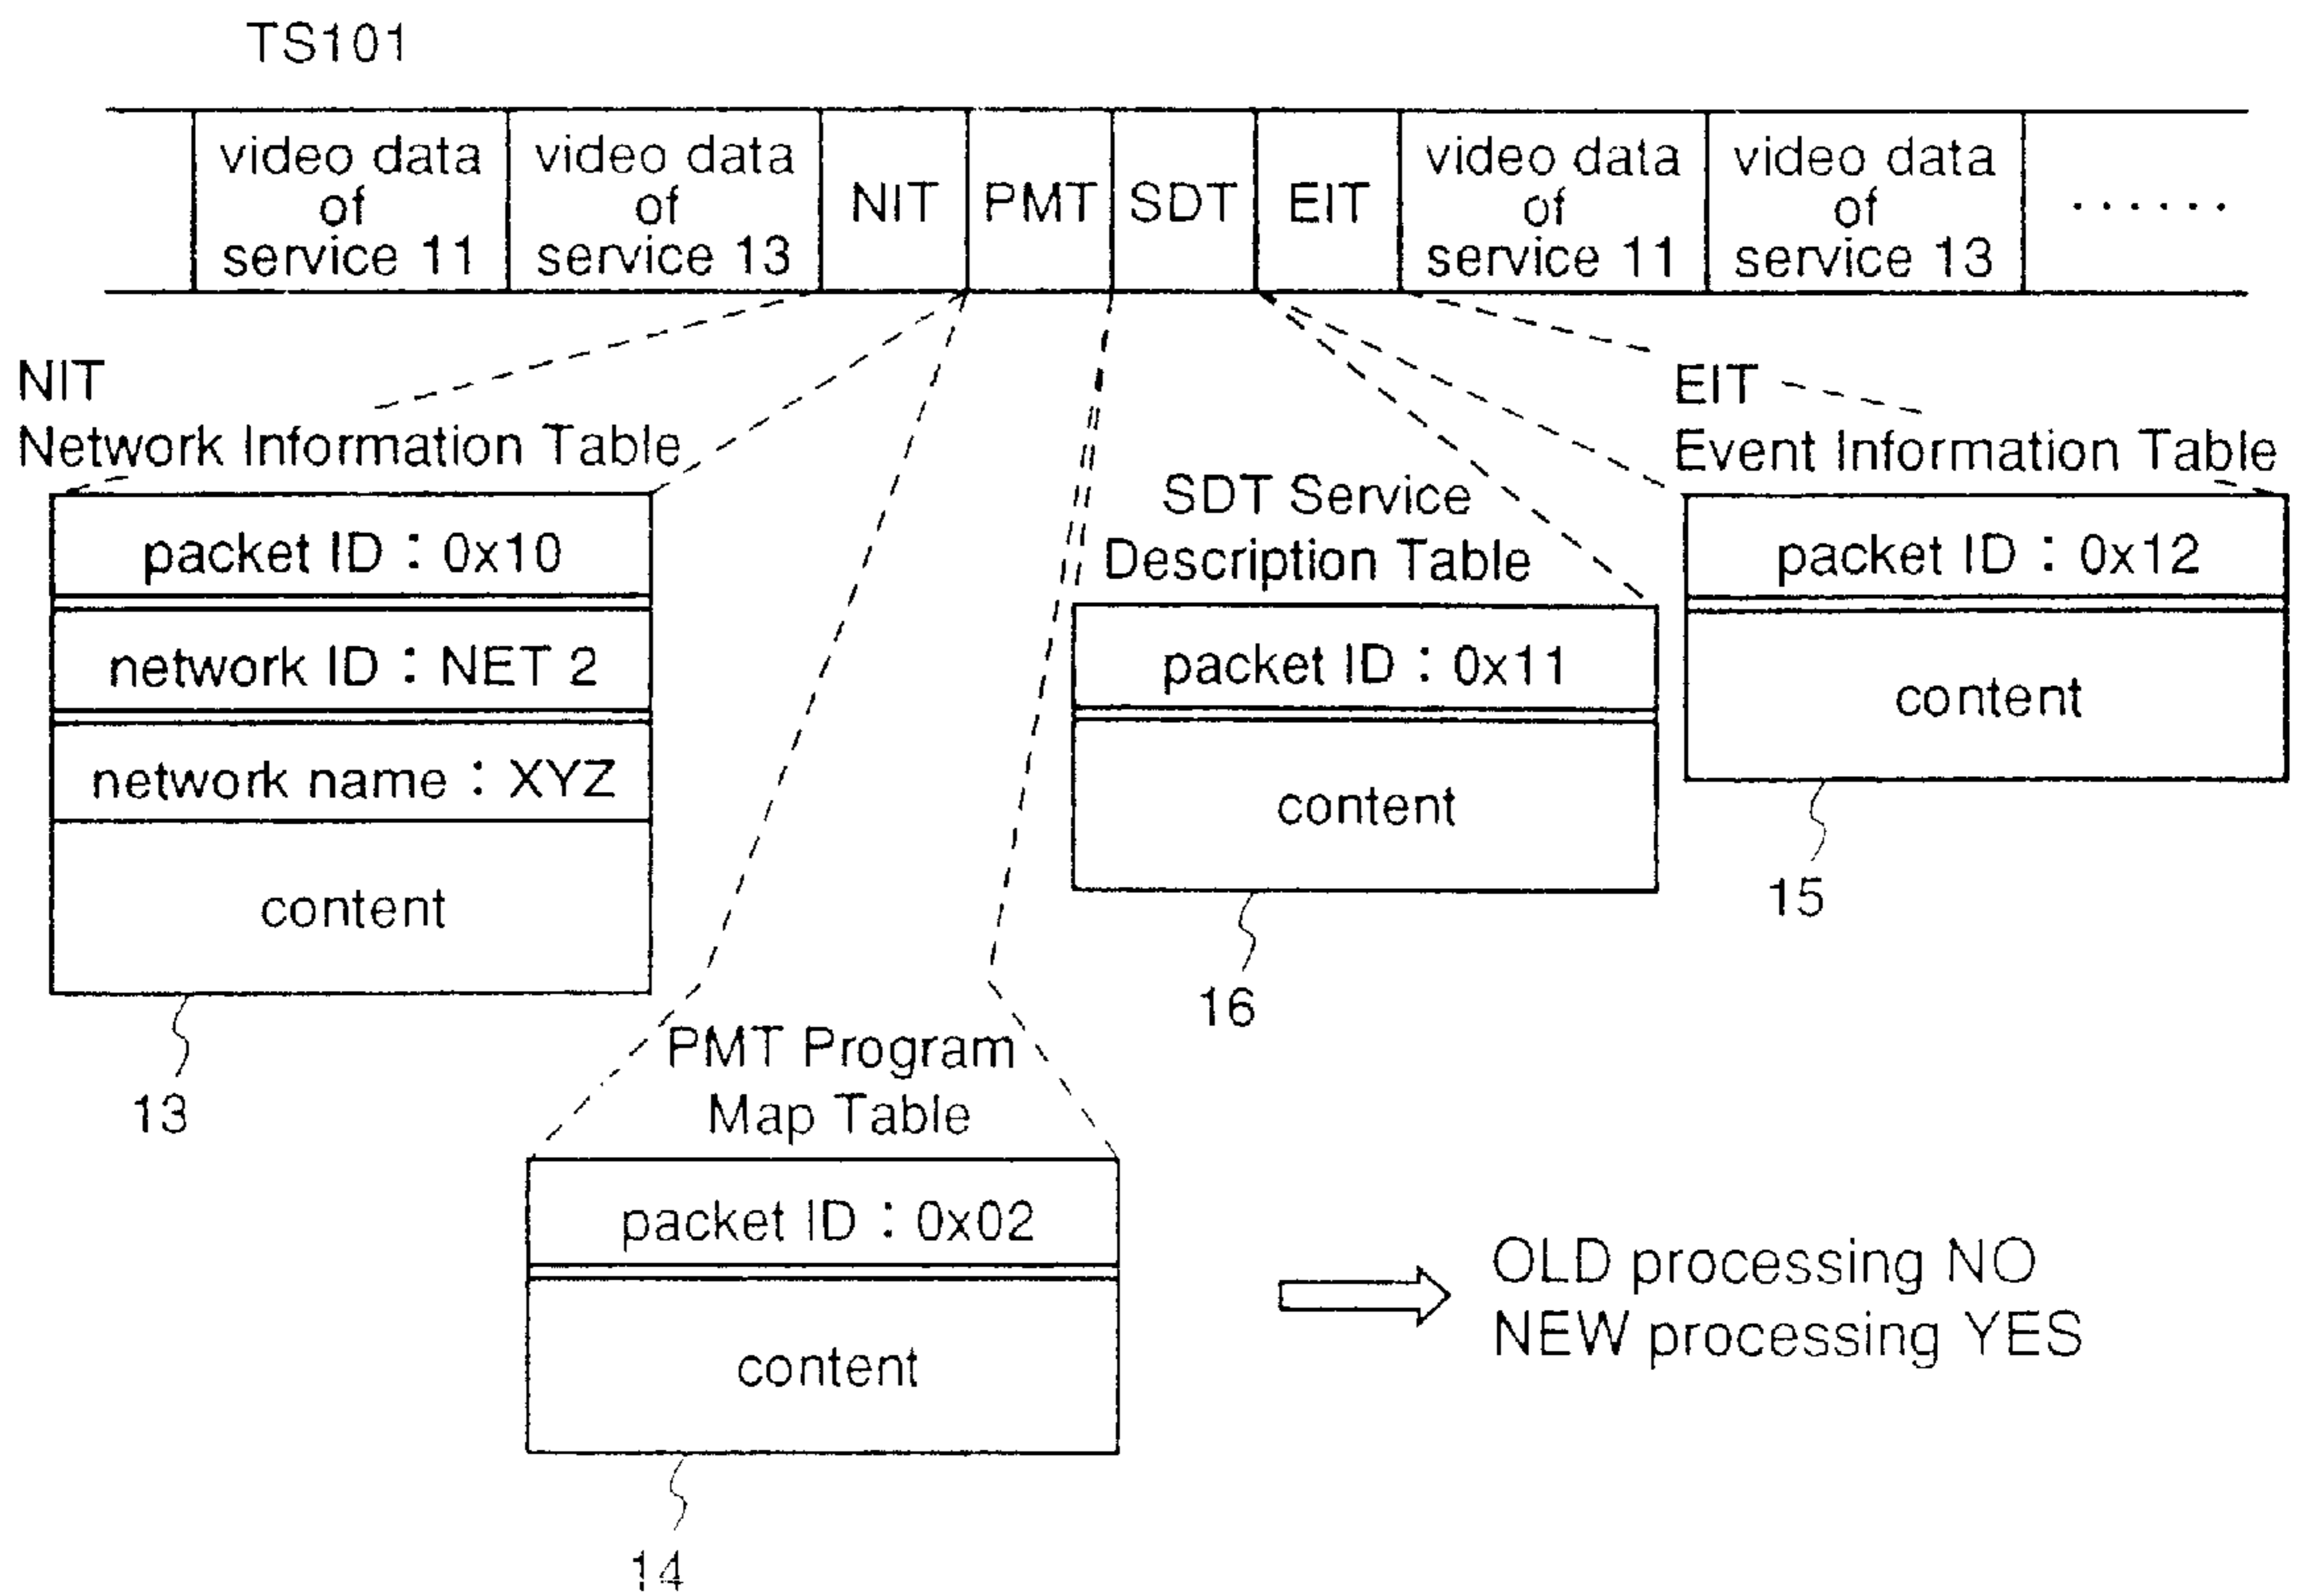 TS101
video data
of
service 11
video data
of
service 13
NIT
PMT
SDT
EIT
video data
of
service 11
video data
of
service 13
······
NIT
Network Information Table
packet ID : 0x10
network ID : NET 2
network name : XYZ
content
13
PMT Program
Map Table
packet ID : 0x02
content
14
SDT Service
Description Table
packet ID : 0x11
content
16
EIT
Event Information Table
packet ID : 0x12
content
15
OLD processing NO
NEW processing YES